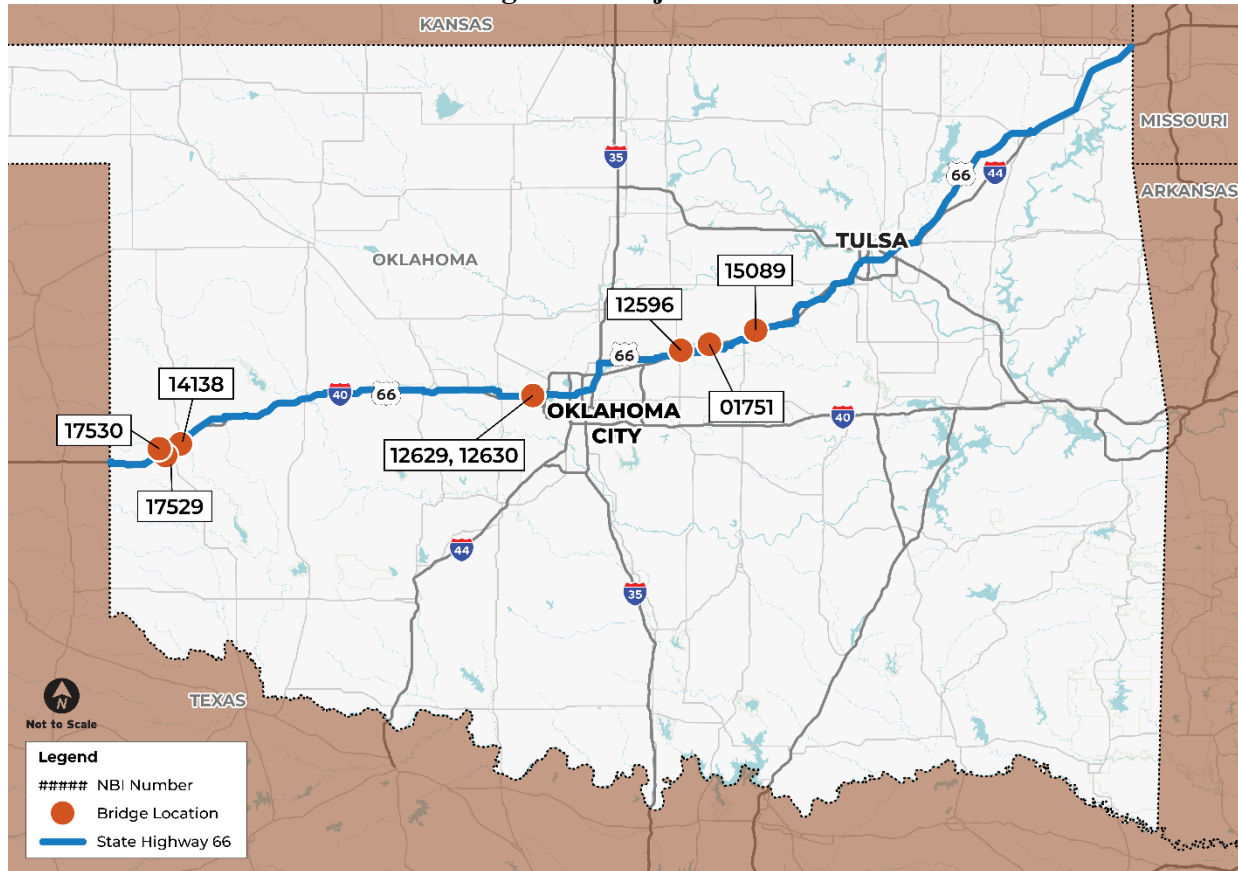 KANSAS
MISSOURI
ARKANSAS
35
66
44
TULSA
OKLAHOMA
15089
12596
66
14138
40
66
01751
OKLAHOMA
CITY
40
17530
12629, 12630
17529
44
35
TEXAS
N
Not to Scale
Legend
##### NBI Number
Bridge Location
State Highway 66